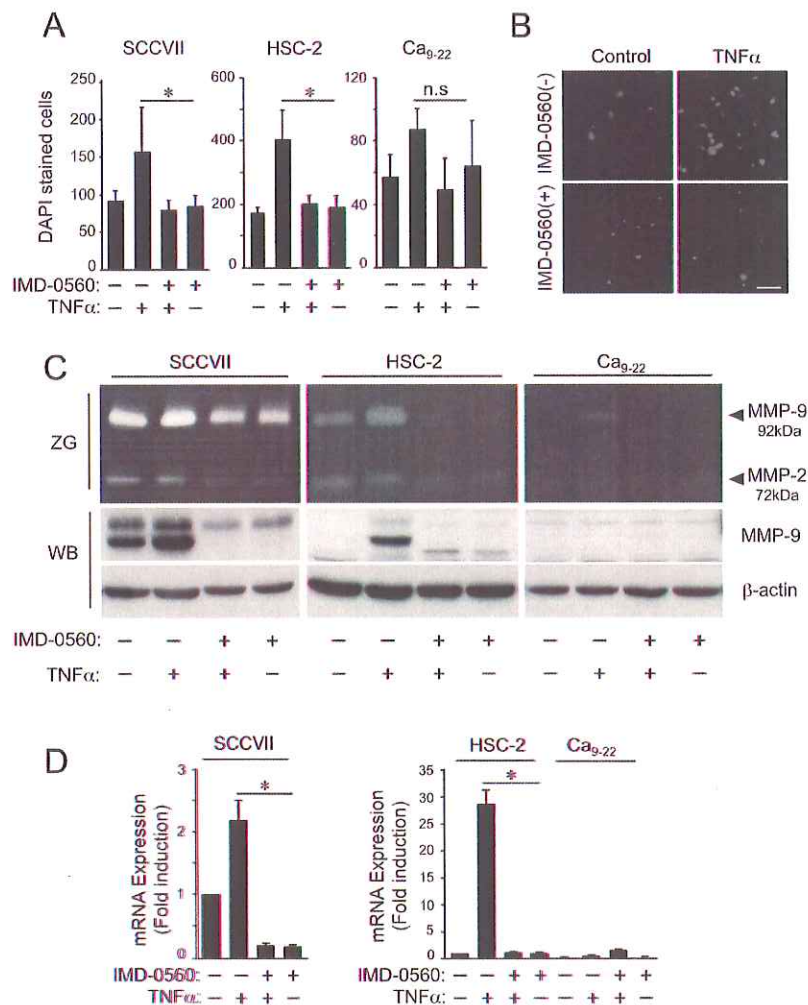 A
SCCVII
HSC-2
Ca9-22
DAPI stained cells
250
200
150
100
50
0
*
600
400
200
0
*
120
80
40
0
n.s
IMD-0560: − − + + − − + + − − + +
TNFα: − + + − − + + − − + + −
B
Control
TNFα
IMD-0560(-)
IMD-0560(+)
C
SCCVII
HSC-2
Ca9-22
ZG
MMP-9
92kDa
MMP-2
72kDa
WB
MMP-9
β-actin
IMD-0560: − − + + − − + + − − + +
TNFα: − + + − − + + − − + + −
D
SCCVII
mRNA Expression
(Fold induction)
3
2
1
0
*
IMD-0560: − − + +
TNFα: − + + −
HSC-2
Ca9-22
mRNA Expression
(Fold induction)
35
30
25
20
15
10
5
0
*
IMD-0560: − − + + − − + +
TNFα: − + + − − + + −